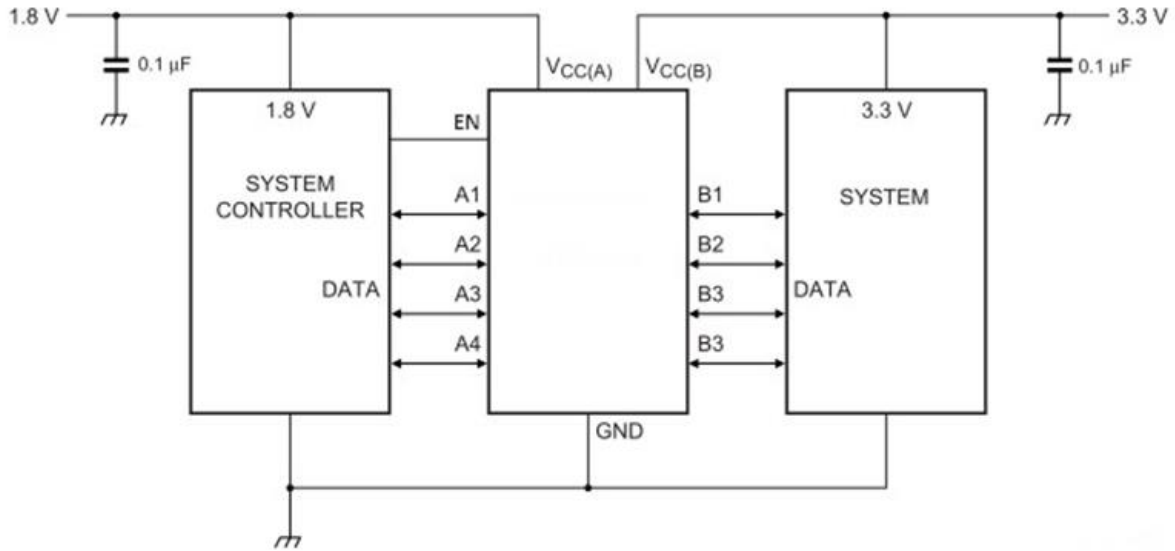 1.8 V
3.3 V
0.1 μF
VCC(A)
VCC(B)
0.1 μF
1.8 V
EN
3.3 V
SYSTEM
CONTROLLER
A1
B1
SYSTEM
A2
B2
DATA
A3
B3
DATA
A4
B3
GND